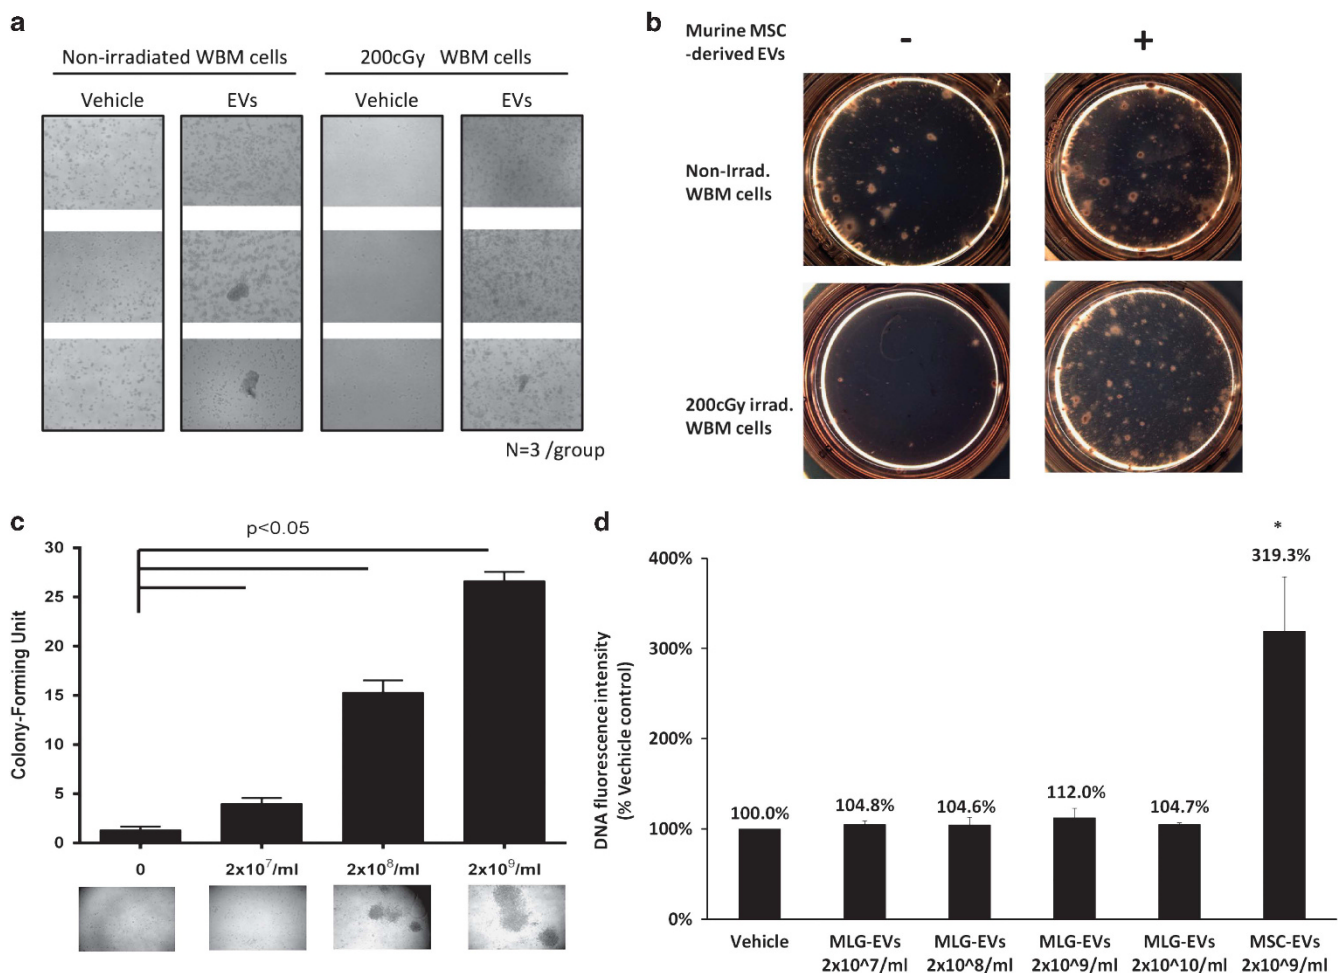 a
Non-irradiated WBM cells
200cGy WBM cells
Vehicle
EVs
Vehicle
EVs
N=3 /group
b
Murine MSC
-derived EVs
-
+
Non-Irrad.
WBM cells
200cGy irrad.
WBM cells
c
p<0.05
Colony-Forming Unit
30
25
20
15
10
5
0
0
2x10⁷/ml
2x10⁸/ml
2x10⁹/ml
d
DNA fluorescence intensity
(% Vechicle control)
400%
300%
200%
100%
0%
100.0%
104.8%
104.6%
112.0%
104.7%
*
319.3%
Vehicle
MLG-EVs
2x10^7/ml
MLG-EVs
2x10^8/ml
MLG-EVs
2x10^9/ml
MLG-EVs
2x10^10/ml
MSC-EVs
2x10^9/ml